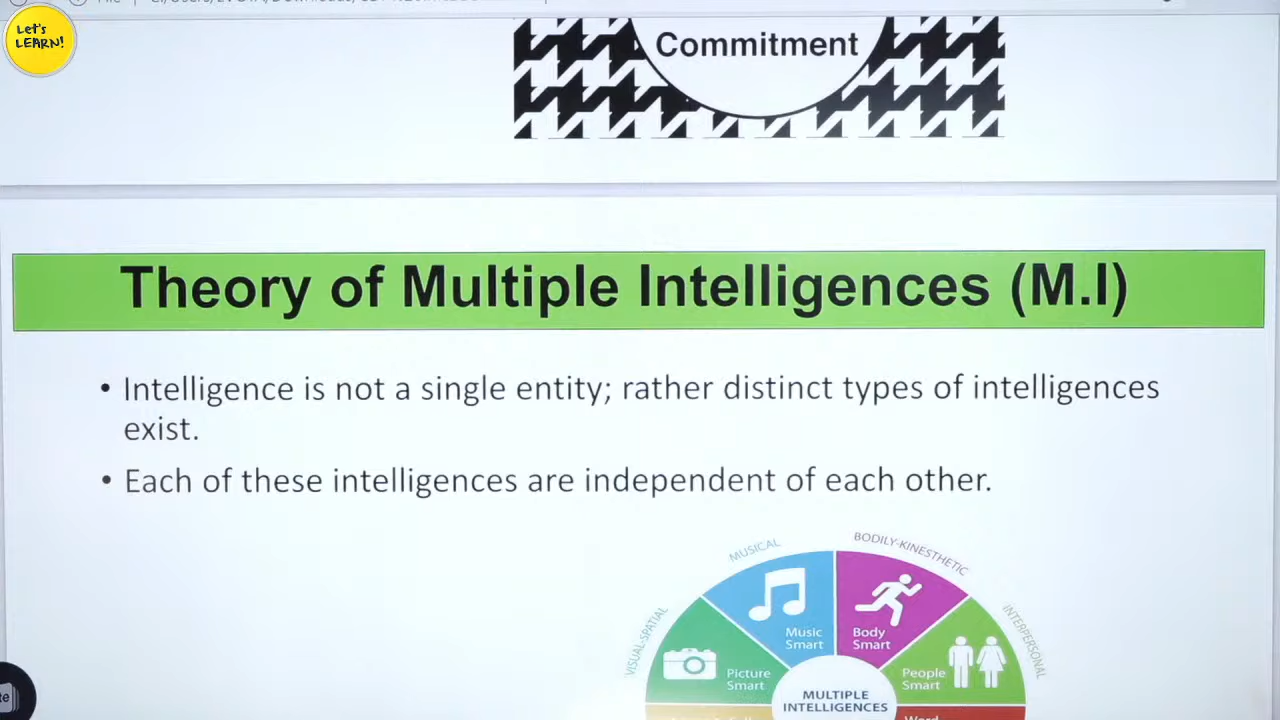 Let's
LEARN!
Commitment
Theory of Multiple Intelligences (M.I)
• Intelligence is not a single entity; rather distinct types of intelligences
exist.
• Each of these intelligences are independent of each other.
MUSICAL
BODILY-KINESTHETIC
VISUAL-SPATIAL
INTERPERSONAL
Music
Smart
Body
Smart
Picture
Smart
People
Smart
MULTIPLE
INTELLIGENCES
Word